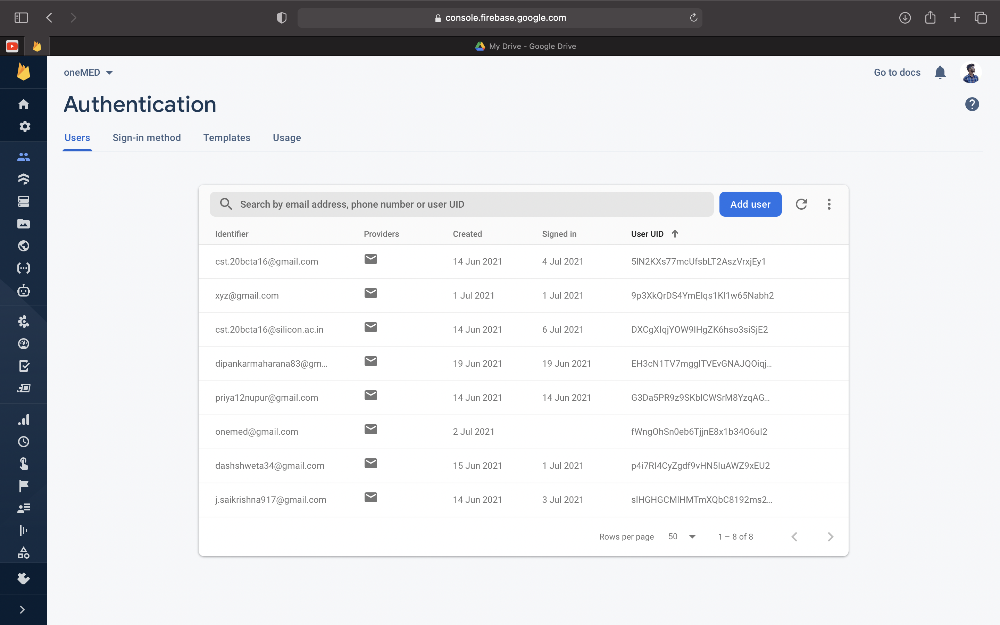 console.firebase.google.com
My Drive - Google Drive
oneMED
Go to docs
Authentication
Users Sign-in method Templates Usage
Search by email address, phone number or user UID Add user
Identifier Providers Created Signed in User UID
cst.20bcta16@gmail.com 14 Jun 2021 4 Jul 2021 5lN2KXs77mcUfsbLT2AszVrxjEy1
xyz@gmail.com 1 Jul 2021 1 Jul 2021 9p3XkQrDS4YmElqs1Kl1w65Nabh2
cst.20bcta16@silicon.ac.in 14 Jun 2021 6 Jul 2021 DXCgXIqjYOW9IHgZK6hso3siSjE2
dipankarmaharana83@gm... 19 Jun 2021 19 Jun 2021 EH3cN1TV7mgglTVEvGNAJQOiqj...
priya12nupur@gmail.com 14 Jun 2021 14 Jun 2021 G3Da5PR9z9SKblCWSrM8YzqAG...
onemed@gmail.com 2 Jul 2021 fWngOhSn0eb6TjjnE8x1b34O6uI2
dashshweta34@gmail.com 15 Jun 2021 1 Jul 2021 p4i7RI4CyZgdf9vHN5IuAWZ9xEU2
j.saikrishna917@gmail.com 14 Jun 2021 3 Jul 2021 slHGHGCMlHMTmXQbC8192ms2...
Rows per page 50 1 – 8 of 8